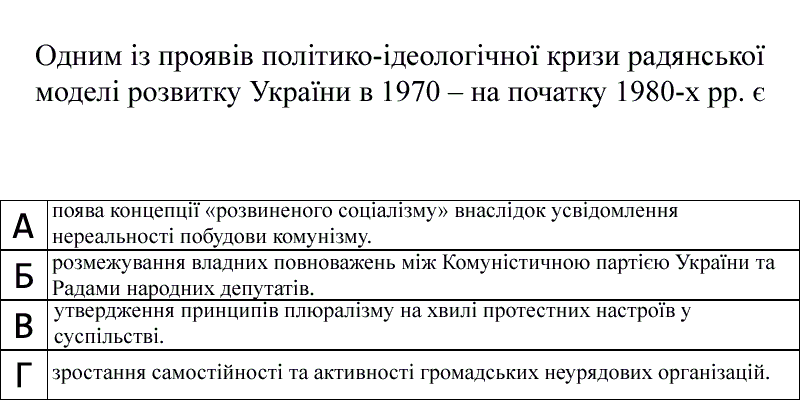 Одним із проявів політико-ідеологічної кризи радянської
моделі розвитку України в 1970 – на початку 1980-х рр. є
А
поява концепції «розвиненого соціалізму» внаслідок усвідомлення
нереальності побудови комунізму.
Б
розмежування владних повноважень між Комуністичною партією України та
Радами народних депутатів.
В
утвердження принципів плюралізму на хвилі протестних настроїв у
суспільстві.
Г
зростання самостійності та активності громадських неурядових організацій.